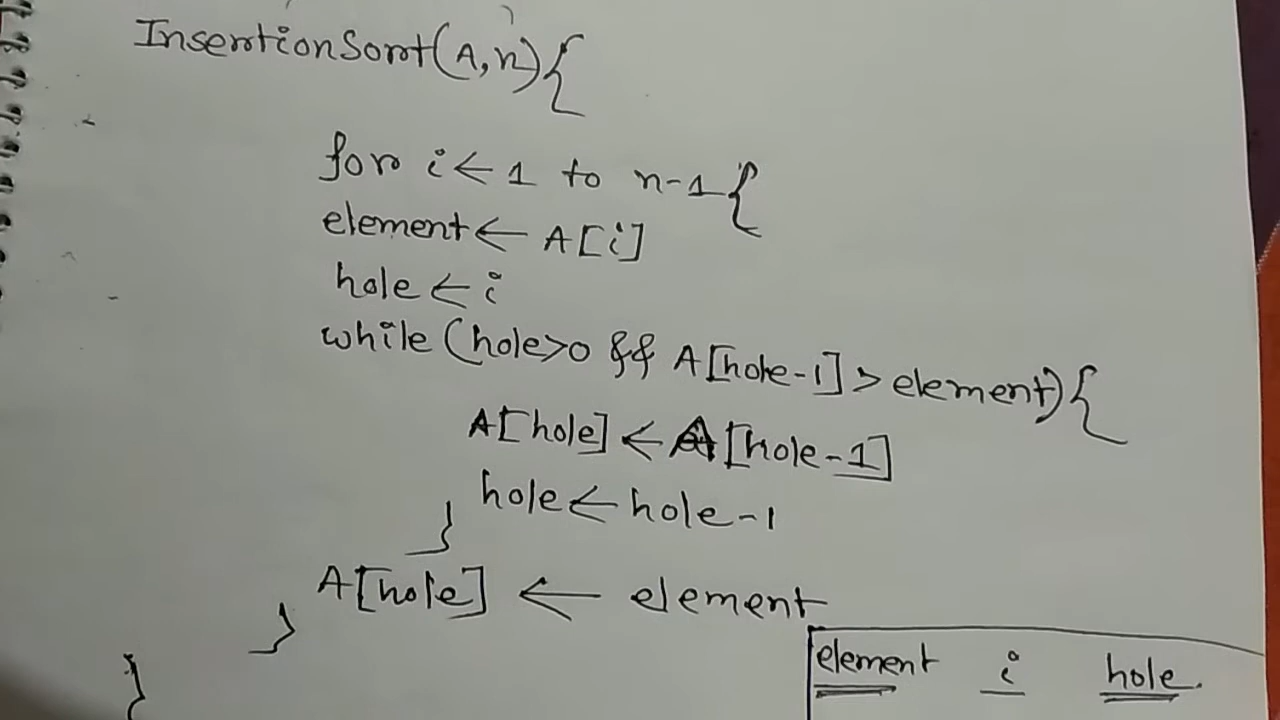 InsertionSort(A,n){
for i ← 1 to n-1{
element ← A[i]
hole ← i
while (hole>0 && A[hole-1] > element){
A[hole] ← A[hole-1]
hole ← hole-1
}
A[hole] ← element
}
}
element i hole